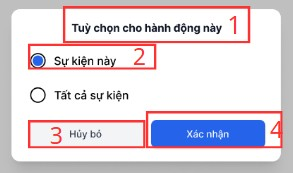 Tuỳ chọn cho hành động này 1
Sự kiện này 2
Tất cả sự kiện
3 Hủy bỏ Xác nhận 4